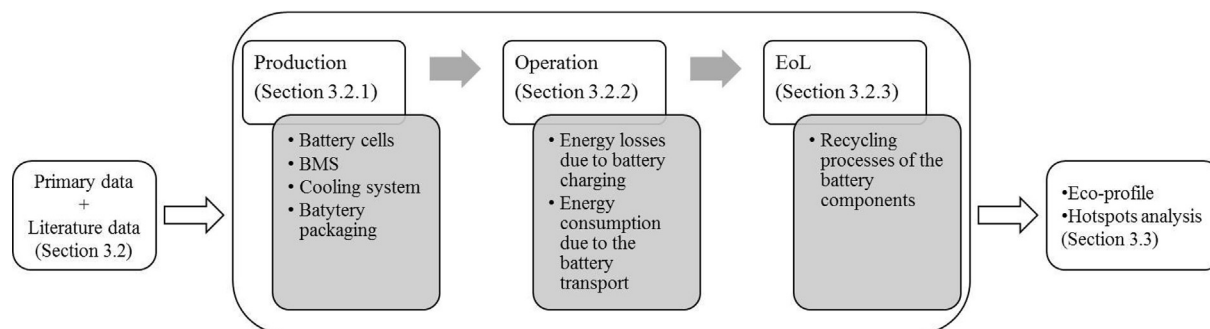 Primary data
+
Literature data
(Section 3.2)
Production
(Section 3.2.1)
• Battery cells
• BMS
• Cooling system
• Batytery
packaging
Operation
(Section 3.2.2)
• Energy losses
due to battery
charging
• Energy
consumption
due to the
battery
transport
EoL
(Section 3.2.3)
• Recycling
processes of the
battery
components
•Eco-profile
•Hotspots analysis
(Section 3.3)